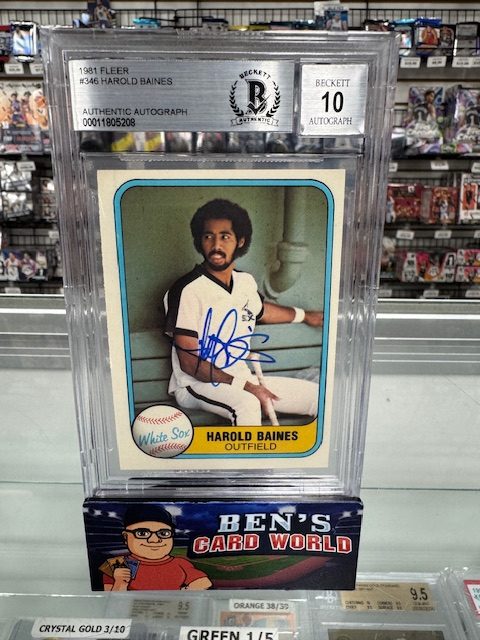 1981 FLEER
#346 HAROLD BAINES
AUTHENTIC AUTOGRAPH
00011805208
BECKETT
B
AUTHENTIC
BECKETT
10
AUTOGRAPH
White Sox
HAROLD BAINES
OUTFIELD
BEN'S
CARD WORLD
9.5
ORANGE 38/39
9.5
CRYSTAL GOLD 3/10
GREEN 1/5